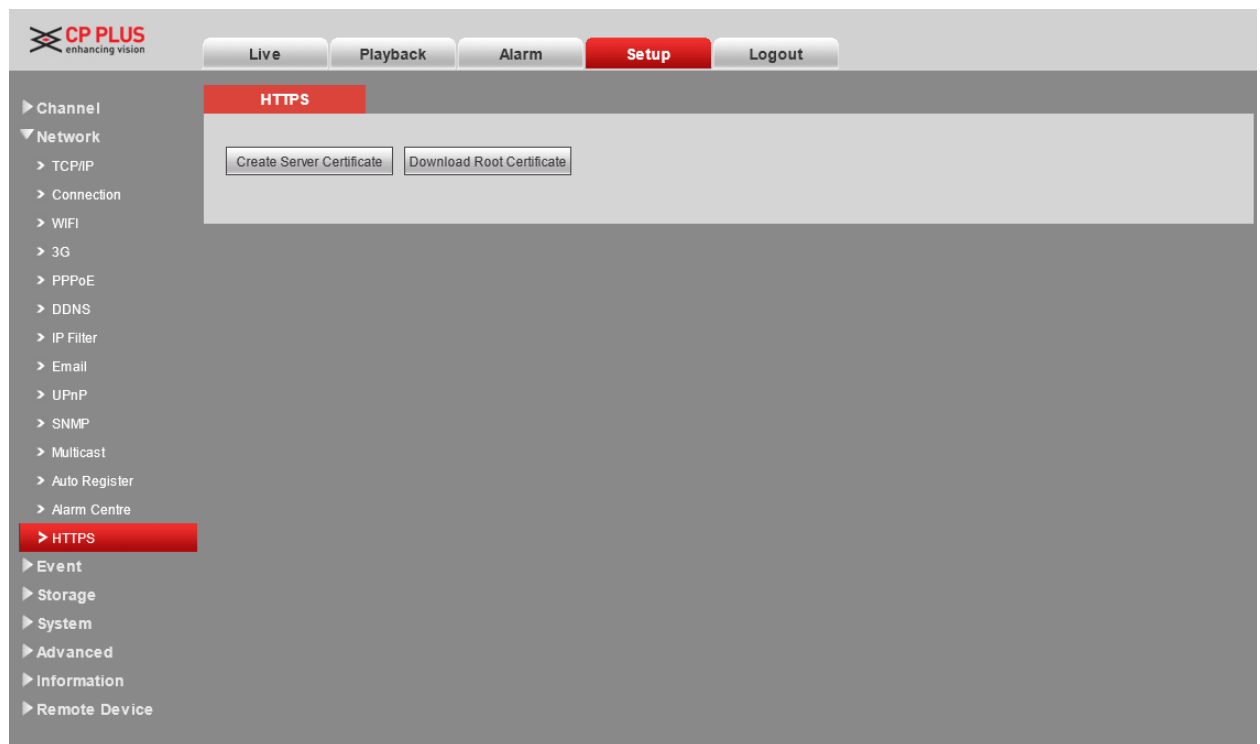 CP PLUS
enhancing vision
Live
Playback
Alarm
Setup
Logout
Channel
Network
TCP/IP
Connection
WIFI
3G
PPPoE
DDNS
IP Filter
Email
UPnP
SNMP
Multicast
Auto Register
Alarm Centre
HTTPS
Event
Storage
System
Advanced
Information
Remote Device
HTTPS
Create Server Certificate
Download Root Certificate